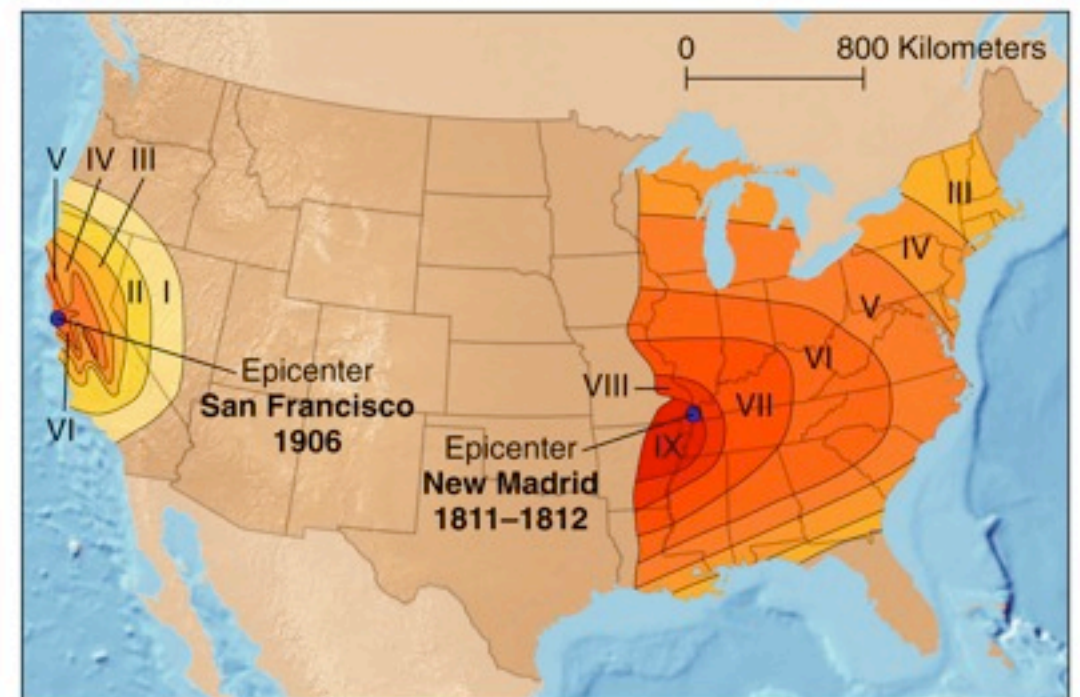 0 800 Kilometers
V IV III
III
IV
II I
V
VI
Epicenter
San Francisco
1906
VIII
VII
VI
Epicenter
IX
New Madrid
1811–1812